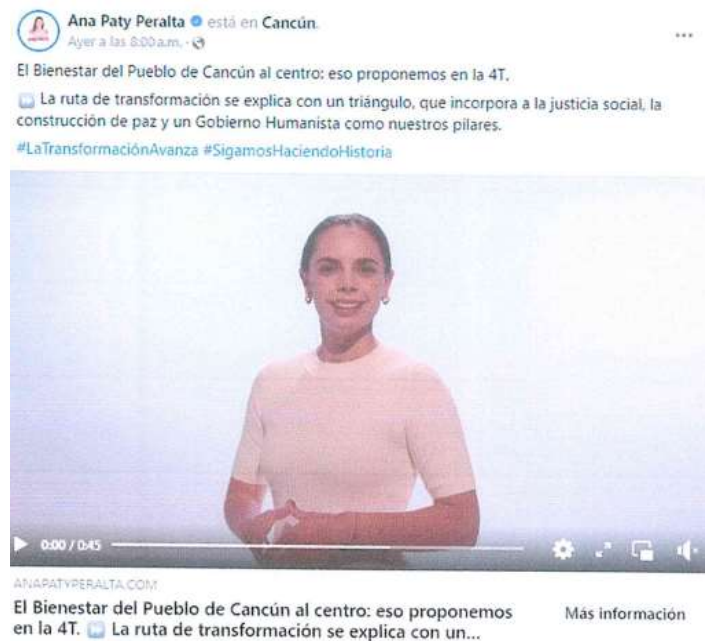 Ana Paty Peralta está en Cancún.
Ayer a las 8:00 a.m. ·
El Bienestar del Pueblo de Cancún al centro: eso proponemos en la 4T.
La ruta de transformación se explica con un triángulo, que incorpora a la justicia social, la
construcción de paz y un Gobierno Humanista como nuestros pilares.
#LaTransformaciónAvanza #SigamosHaciendoHistoria
0:00 / 0:45
ANAPATYPERALTA.COM
El Bienestar del Pueblo de Cancún al centro: eso proponemos
en la 4T. La ruta de transformación se explica con un...
Más información